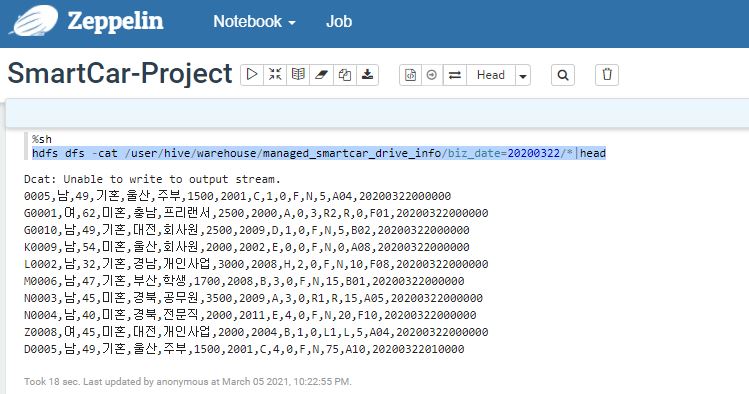 Zeppelin Notebook Job
SmartCar-Project Head
%sh
hdfs dfs -cat /user/hive/warehouse/managed_smartcar_drive_info/biz_date=20200322/*|head
Dcat: Unable to write to output stream.
0005,남,49,기혼,울산,주부,1500,2001,C,1,0,F,N,5,A04,20200322000000
G0001,여,62,미혼,충남,프리랜서,2500,2000,A,0,3,R2,R,0,F01,20200322000000
G0010,남,49,기혼,대전,회사원,2500,2009,D,1,0,F,N,5,B02,20200322000000
K0009,남,54,미혼,울산,회사원,2000,2002,E,0,0,F,N,0,A08,20200322000000
L0002,남,32,기혼,경남,개인사업,3000,2008,H,2,0,F,N,10,F08,20200322000000
M0006,남,47,기혼,부산,학생,1700,2008,B,3,0,F,N,15,B01,20200322000000
N0003,남,45,미혼,경북,공무원,3500,2009,A,3,0,R1,R,15,A05,20200322000000
N0004,남,40,미혼,경북,전문직,2000,2011,E,4,0,F,N,20,F10,20200322000000
Z0008,여,45,미혼,대전,개인사업,2000,2004,B,1,0,L1,L,5,A04,20200322000000
D0005,남,49,기혼,울산,주부,1500,2001,C,4,0,F,N,75,A10,20200322010000
Took 18 sec. Last updated by anonymous at March 05 2021, 10:22:55 PM.